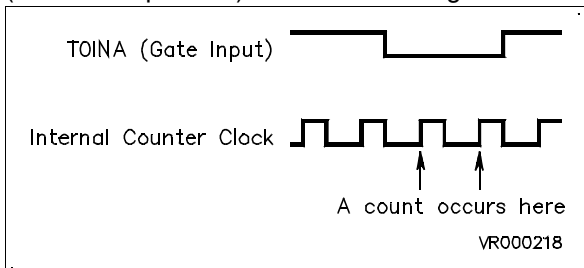 TOINA (Gate Input)
Internal Counter Clock
A count occurs here
VR000218